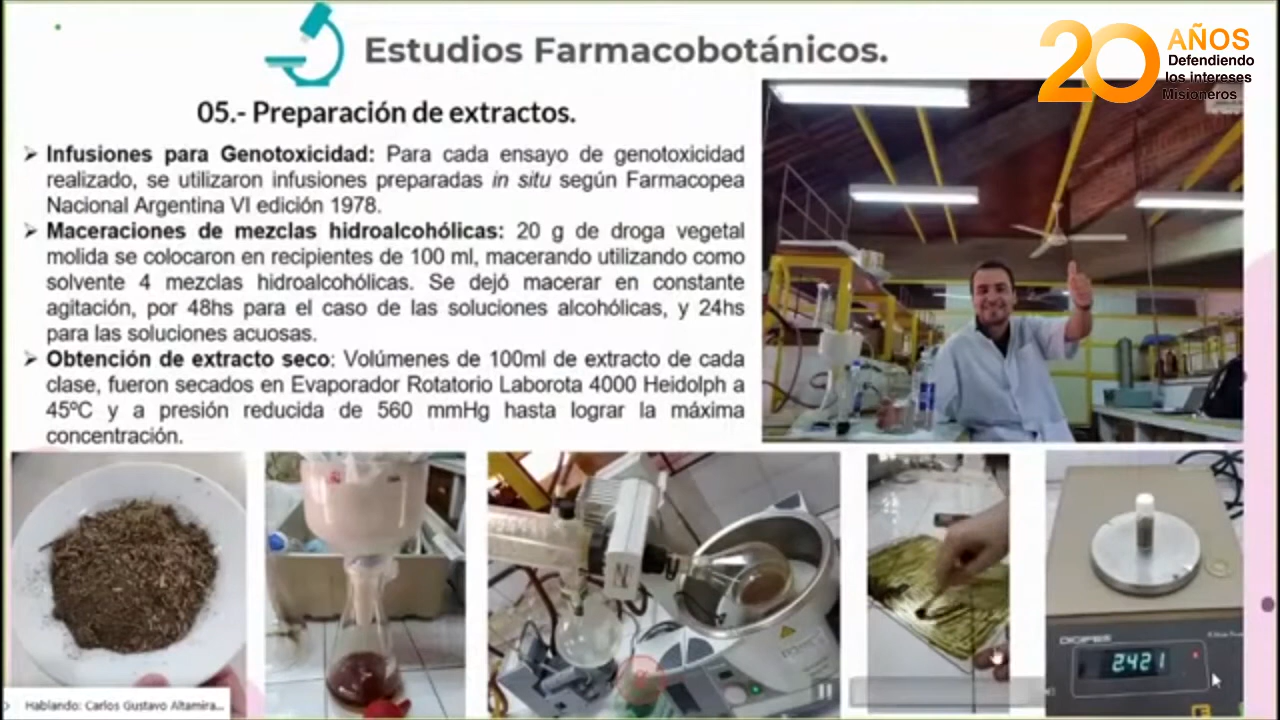 Estudios Farmacobotánicos.
20 AÑOS
Defendiendo
los intereses
Misioneros
05.- Preparación de extractos.
➢ Infusiones para Genotoxicidad: Para cada ensayo de genotoxicidad
realizado, se utilizaron infusiones preparadas in situ según Farmacopea
Nacional Argentina VI edición 1978.
➢ Maceraciones de mezclas hidroalcohólicas: 20 g de droga vegetal
molida se colocaron en recipientes de 100 ml, macerando utilizando como
solvente 4 mezclas hidroalcohólicas. Se dejó macerar en constante
agitación, por 48hs para el caso de las soluciones alcohólicas, y 24hs
para las soluciones acuosas.
➢ Obtención de extracto seco: Volúmenes de 100ml de extracto de cada
clase, fueron secados en Evaporador Rotatorio Laborota 4000 Heidolph a
45ºC y a presión reducida de 560 mmHg hasta lograr la máxima
concentración.
2421
Hablando: Carlos Gustavo Altamira...